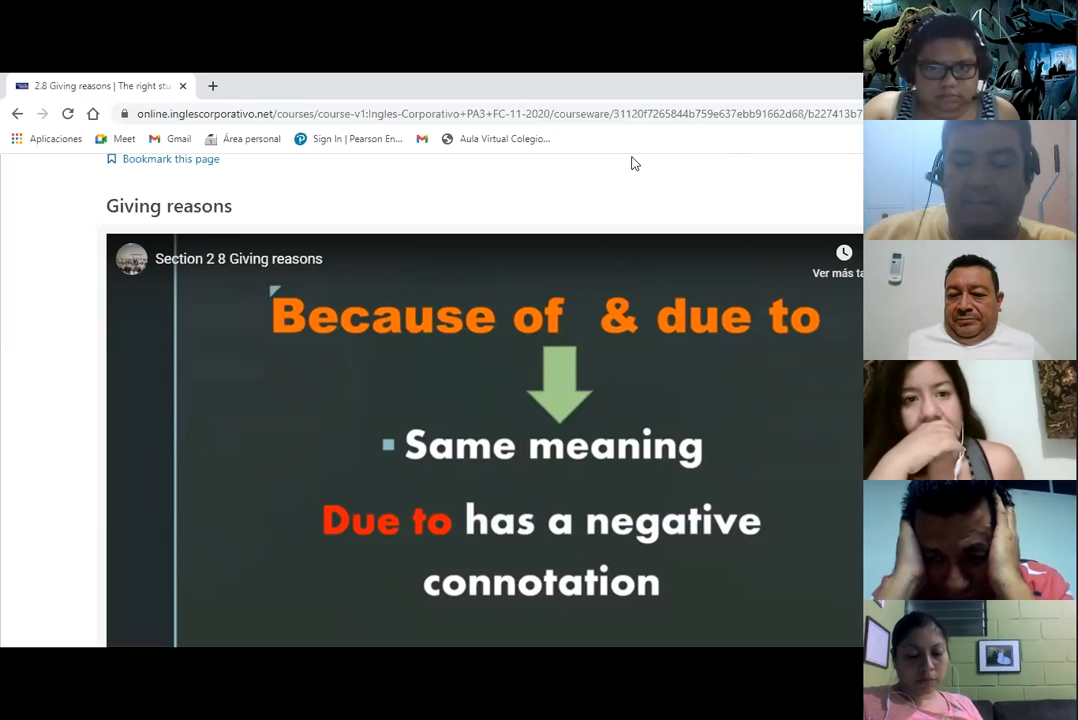 2.8 Giving reasons | The right stu
online.inglescorporativo.net/courses/course-v1:Ingles-Corporativo+PA3+FC-11-2020/courseware/31120f7265844b759e637ebb91662d68/b227413b7
Aplicaciones Meet Gmail Área personal Sign In | Pearson En... Aula Virtual Colegio...
Bookmark this page
Giving reasons
Section 2 8 Giving reasons
Ver más ta
Because of & due to
Same meaning
Due to has a negative
connotation